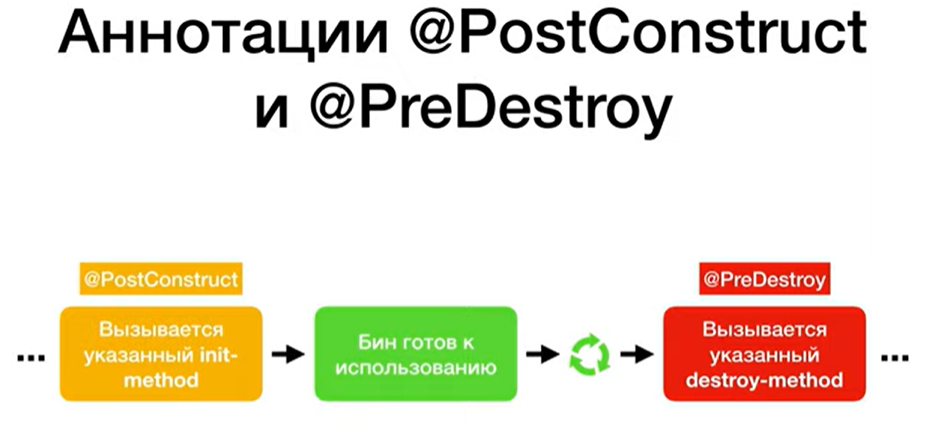 Аннотации @PostConstruct
и @PreDestroy
@PostConstruct
@PreDestroy
...
Вызывается
указанный init-
method
Бин готов к
использованию
Вызывается
указанный
destroy-method
...